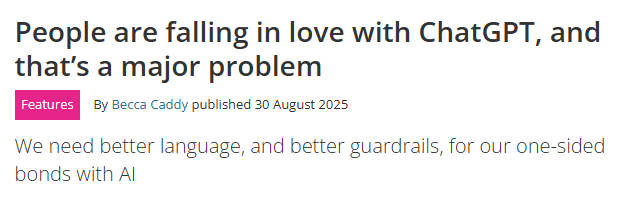 People are falling in love with ChatGPT, and
that’s a major problem
Features By Becca Caddy published 30 August 2025
We need better language, and better guardrails, for our one-sided
bonds with AI